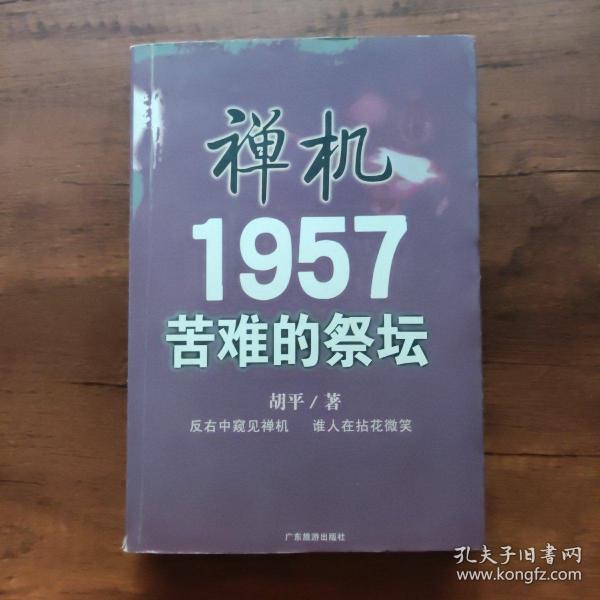 禅机
1957
苦难的祭坛
胡平/著
反右中窥见禅机 谁人在拈花微笑
广东旅游出版社
孔夫子旧书网
www.kongfz.com